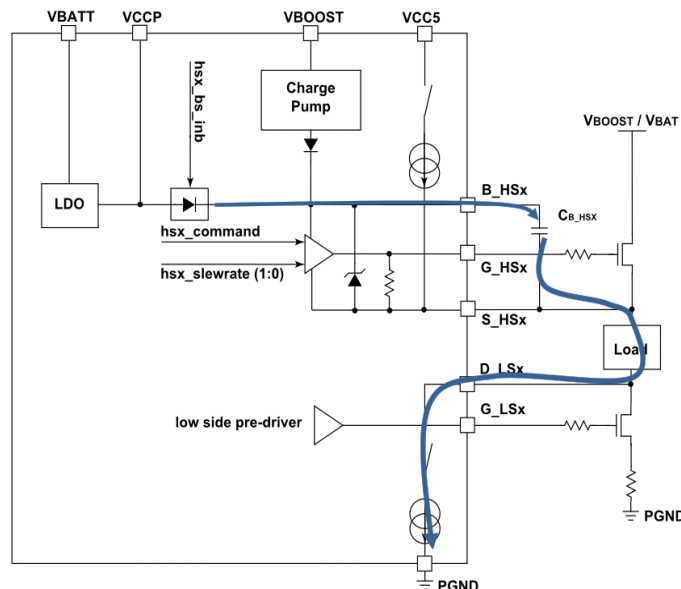 VBATT VCCP VBOOST VCC5
hsx_bs_inb
Charge
Pump
VBOOST / VBAT
LDO
B_HSx
CB_HSX
hsx_command
hsx_slewrate (1:0)
G_HSx
S_HSx
Load
D_LSx
low side pre-driver
G_LSx
PGND
PGND